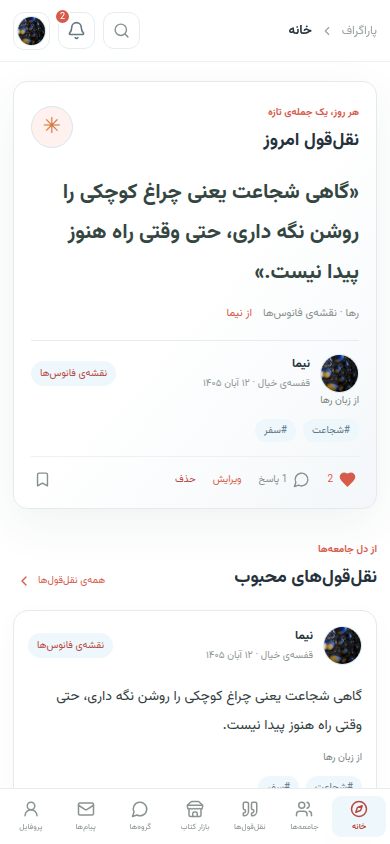 پاراگراف
خانه
2
هر روز، یک جمله‌ی تازه
نقل‌قول امروز
«گاهی شجاعت یعنی چراغ کوچکی را
روشن نگه داری، حتی وقتی راه هنوز
پیدا نیست.»
رها · نقشه‌ی فانوس‌ها از نیما
نیما
قفسه‌ی خیال · ۱۲ آبان ۱۴۰۵
نقشه‌ی فانوس‌ها
از زبان رها
#شجاعت #سفر
2
1 پاسخ
ویرایش
حذف
از دل جامعه‌ها
نقل‌قول‌های محبوب
همه‌ی نقل‌قول‌ها
نیما
قفسه‌ی خیال · ۱۲ آبان ۱۴۰۵
نقشه‌ی فانوس‌ها
گاهی شجاعت یعنی چراغ کوچکی را روشن نگه داری، حتی
وقتی راه هنوز پیدا نیست.
از زبان رها
#شجاعت #سفر
خانه
جامعه‌ها
نقل‌قول‌ها
بازار کتاب
گروه‌ها
پیام‌ها
پروفایل